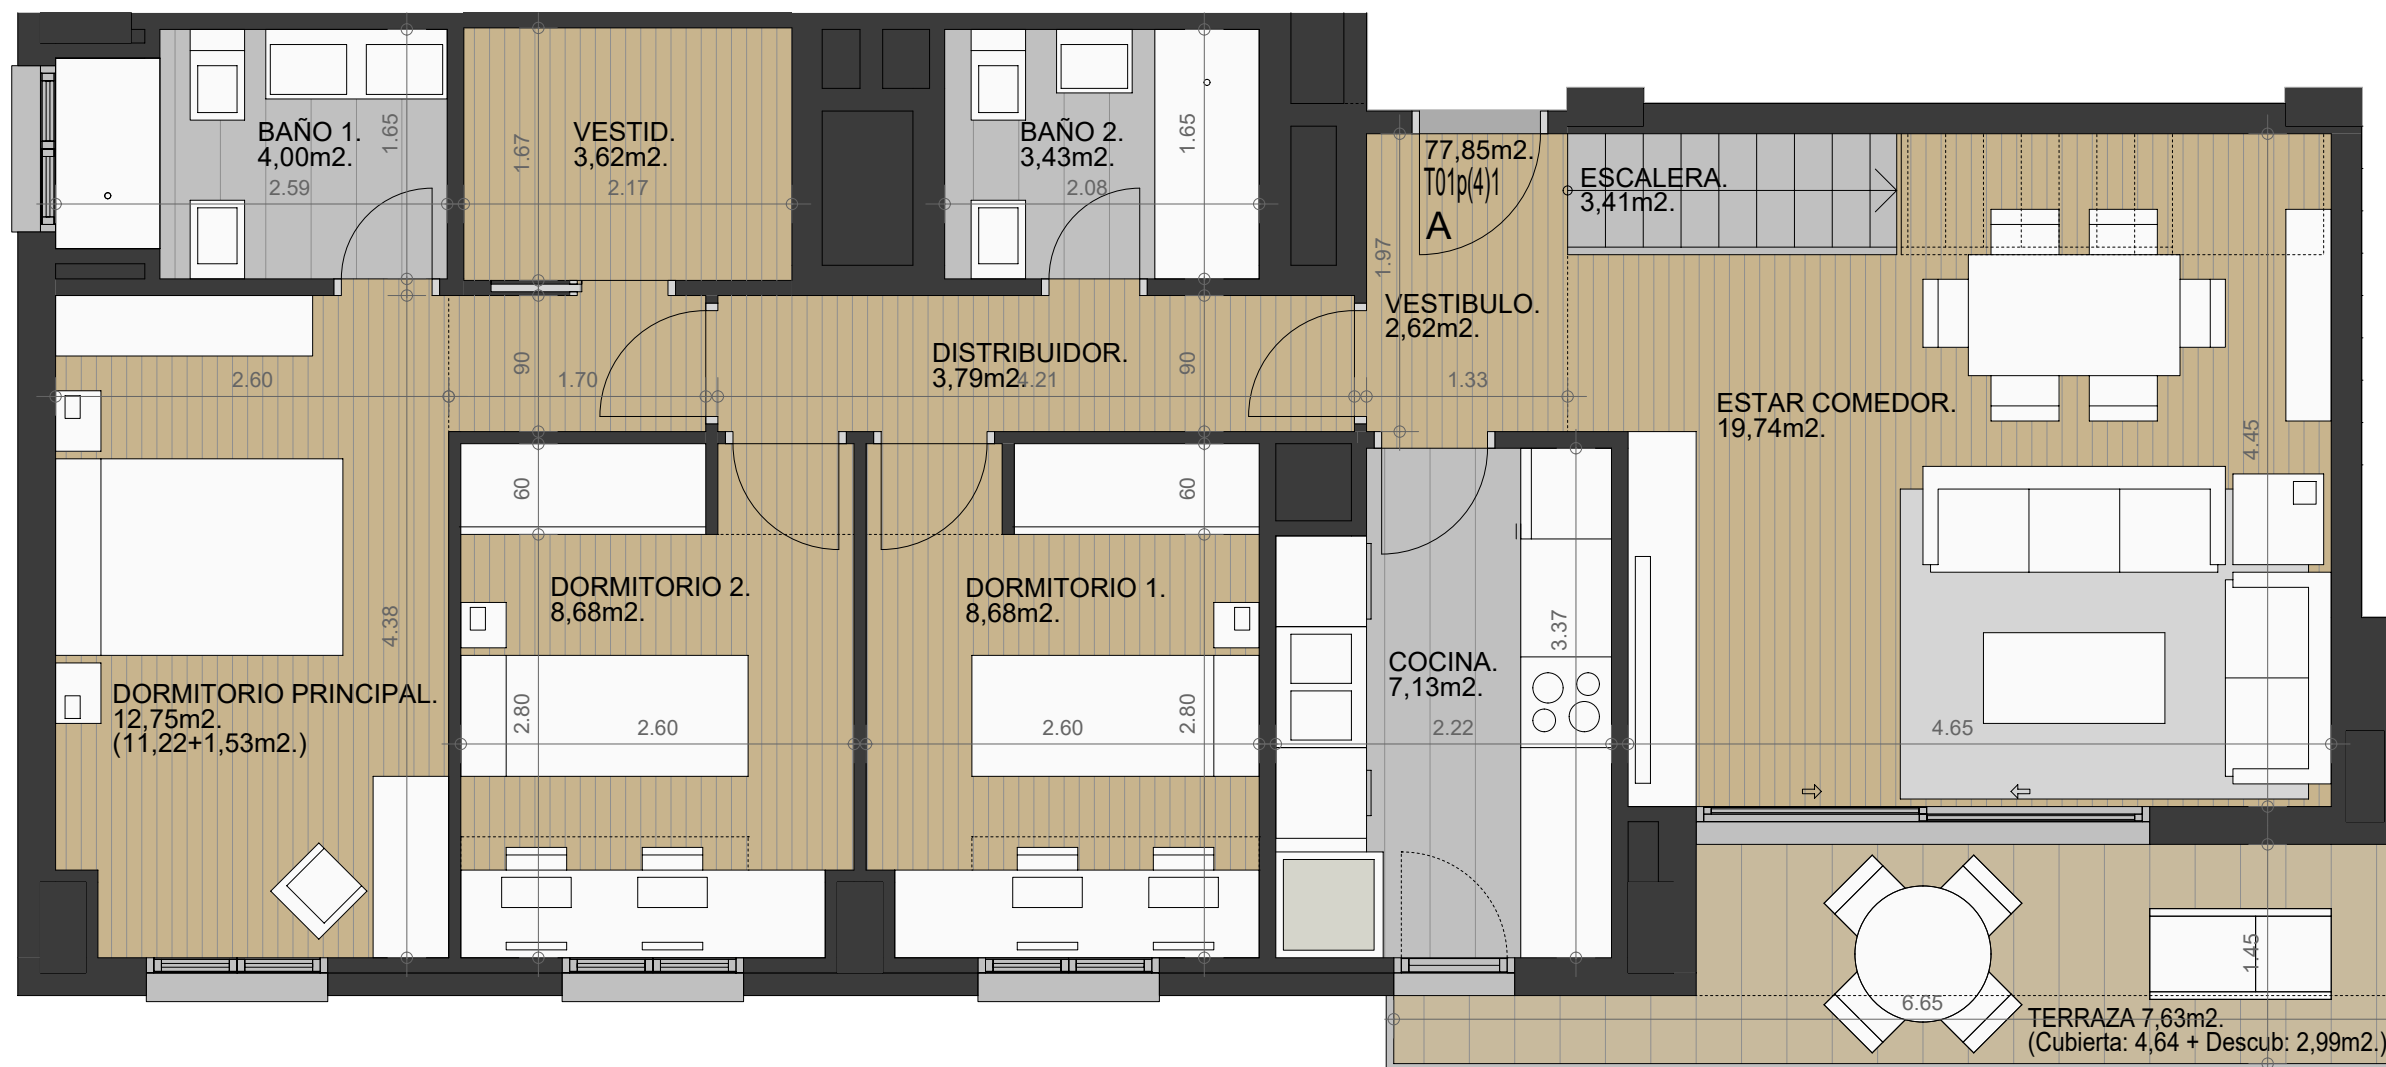 BAÑO 1.
4,00m2.
1.65
2.59
VESTID.
3,62m2.
1.67
2.17
BAÑO 2.
3,43m2.
1.65
2.08
77,85m2.
T01p(4)1
A
ESCALERA.
3,41m2.
1.97
VESTIBULO.
2,62m2.
1.33
DISTRIBUIDOR.
3,79m2.
4.21
90
90
2.60
1.70
ESTAR COMEDOR.
19,74m2.
4.45
4.65
60
60
DORMITORIO 2.
8,68m2.
2.80
2.60
DORMITORIO 1.
8,68m2.
2.60
2.80
4.38
DORMITORIO PRINCIPAL.
12,75m2.
(11,22+1,53m2.)
COCINA.
7,13m2.
3.37
2.22
1.45
6.65
TERRAZA 7,63m2.
(Cubierta: 4,64 + Descub: 2,99m2.)